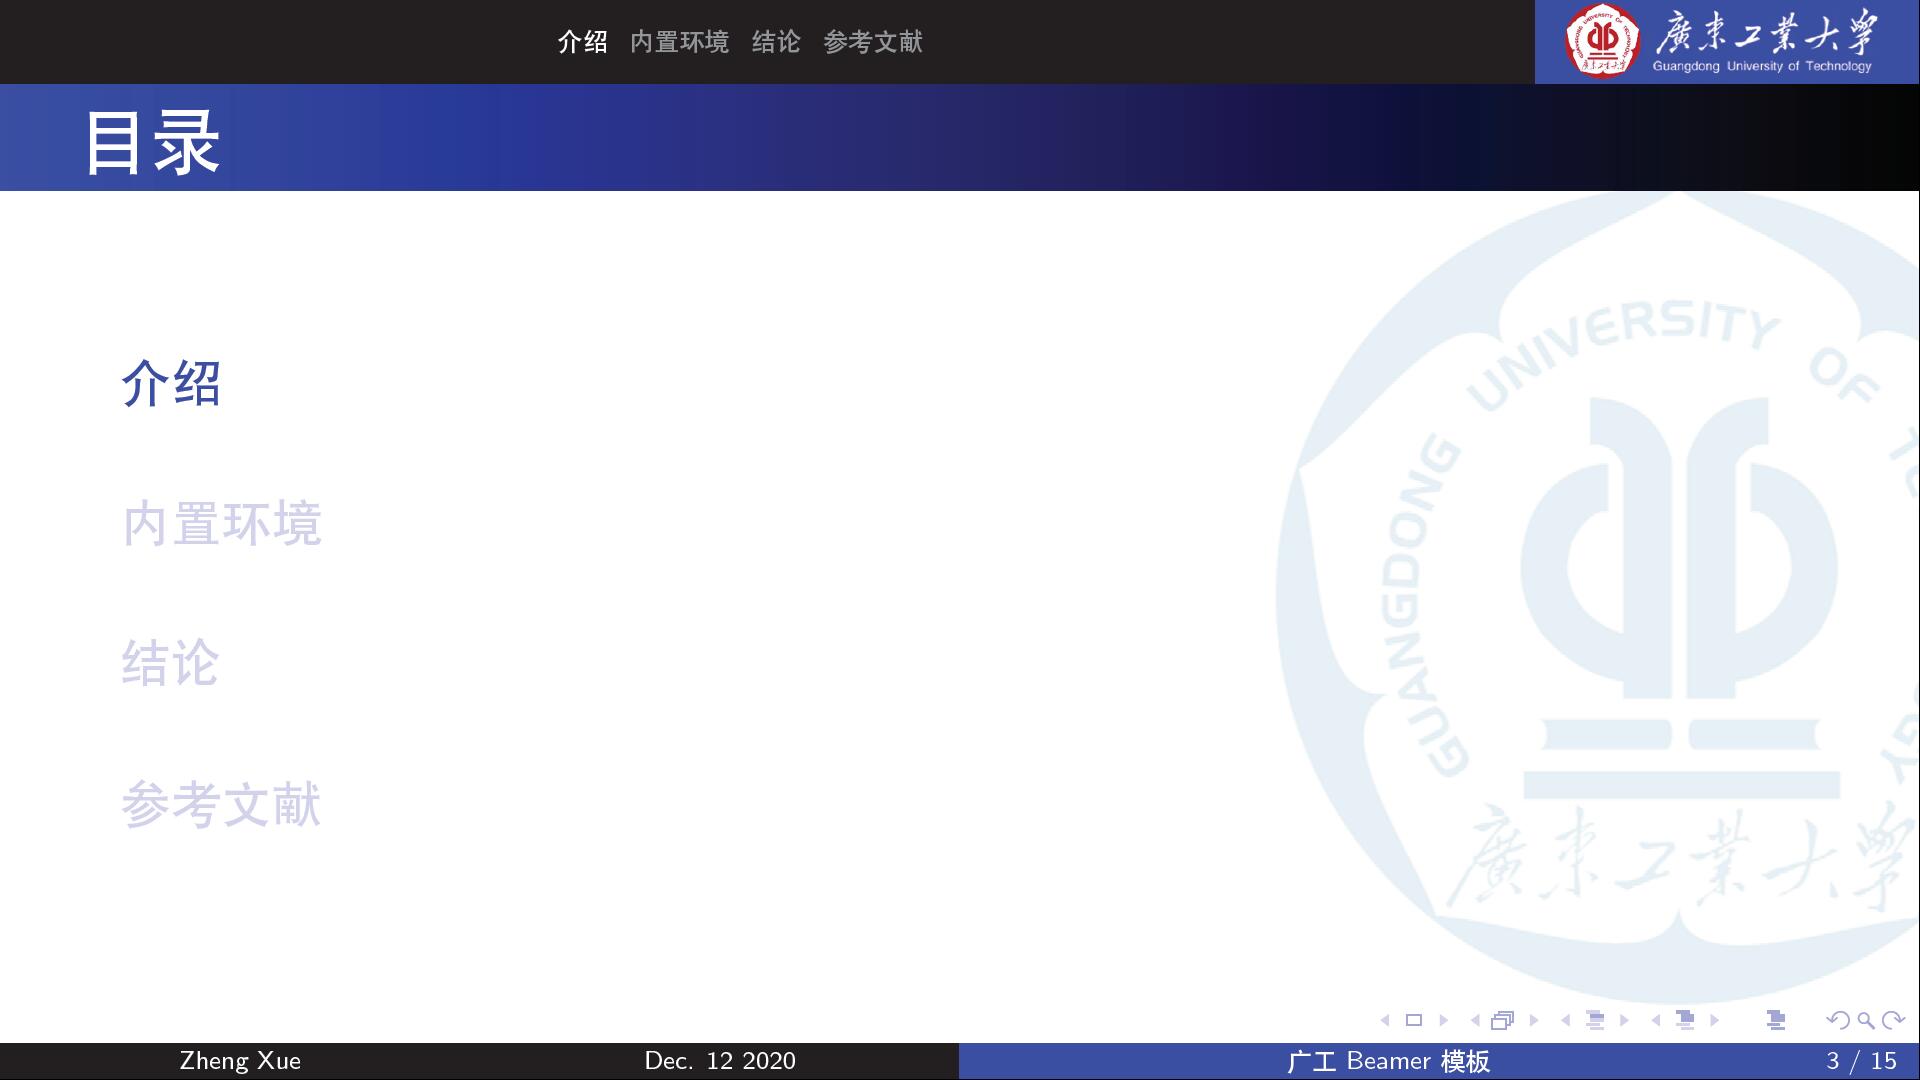 介绍 内置环境 结论 参考文献
廣東工業大學
Guangdong University of Technology
目录
介绍
内置环境
结论
参考文献
GUANGDONG UNIVERSITY OF
廣東工業大學
Zheng Xue Dec. 12 2020 广工 Beamer 模板 3 / 15